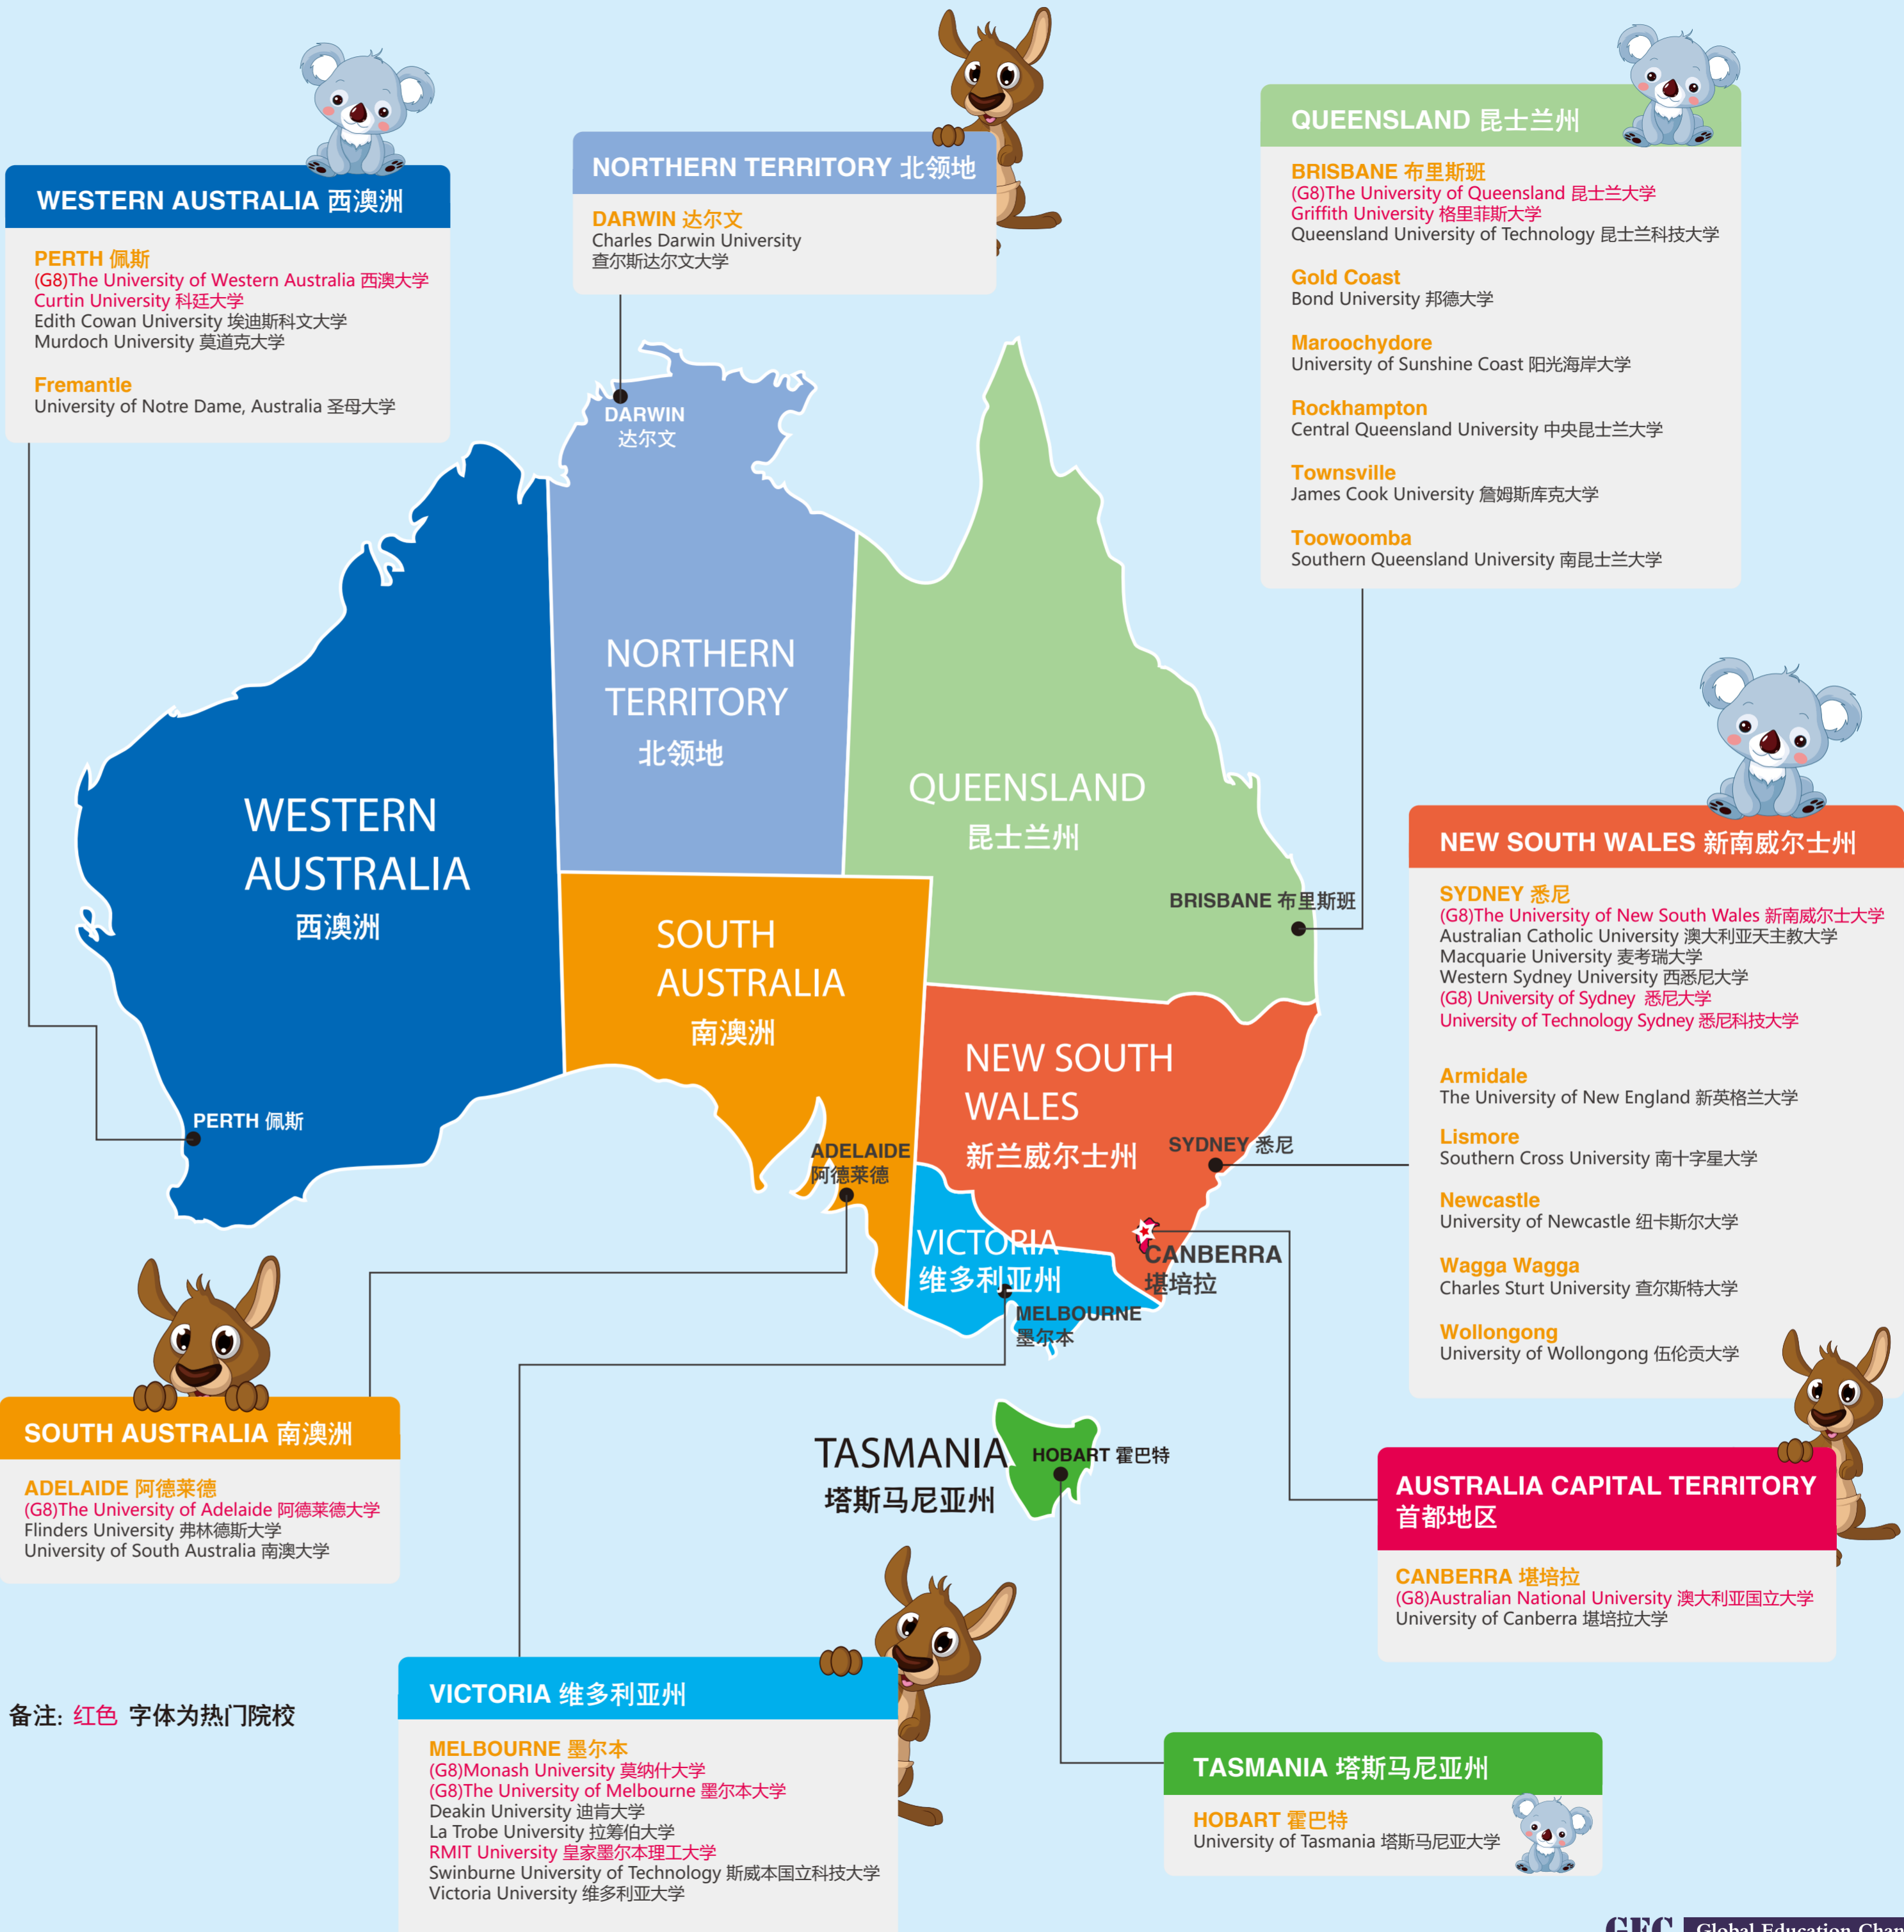 WESTERN AUSTRALIA 西澳洲
PERTH 佩斯
(G8)The University of Western Australia 西澳大学
Curtin University 科廷大学
Edith Cowan University 埃迪斯科文大学
Murdoch University 莫道克大学
Fremantle
University of Notre Dame, Australia 圣母大学
NORTHERN TERRITORY 北领地
DARWIN 达尔文
Charles Darwin University
查尔斯达尔文大学
QUEENSLAND 昆士兰州
BRISBANE 布里斯班
(G8)The University of Queensland 昆士兰大学
Griffith University 格里菲斯大学
Queensland University of Technology 昆士兰科技大学
Gold Coast
Bond University 邦德大学
Maroochydore
University of Sunshine Coast 阳光海岸大学
Rockhampton
Central Queensland University 中央昆士兰大学
Townsville
James Cook University 詹姆斯库克大学
Toowoomba
Southern Queensland University 南昆士兰大学
DARWIN
达尔文
NORTHERN
TERRITORY
北领地
WESTERN
AUSTRALIA
西澳洲
QUEENSLAND
昆士兰州
BRISBANE 布里斯班
SOUTH
AUSTRALIA
南澳洲
NEW SOUTH
WALES
新兰威尔士州
PERTH 佩斯
ADELAIDE
阿德莱德
SYDNEY 悉尼
VICTORIA
维多利亚州
CANBERRA
堪培拉
MELBOURNE
墨尔本
TASMANIA
塔斯马尼亚州
HOBART 霍巴特
NEW SOUTH WALES 新南威尔士州
SYDNEY 悉尼
(G8)The University of New South Wales 新南威尔士大学
Australian Catholic University 澳大利亚天主教大学
Macquarie University 麦考瑞大学
Western Sydney University 西悉尼大学
(G8) University of Sydney 悉尼大学
University of Technology Sydney 悉尼科技大学
Armidale
The University of New England 新英格兰大学
Lismore
Southern Cross University 南十字星大学
Newcastle
University of Newcastle 纽卡斯尔大学
Wagga Wagga
Charles Sturt University 查尔斯特大学
Wollongong
University of Wollongong 伍伦贡大学
SOUTH AUSTRALIA 南澳洲
ADELAIDE 阿德莱德
(G8)The University of Adelaide 阿德莱德大学
Flinders University 弗林德斯大学
University of South Australia 南澳大学
AUSTRALIA CAPITAL TERRITORY
首都地区
CANBERRA 堪培拉
(G8)Australian National University 澳大利亚国立大学
University of Canberra 堪培拉大学
备注: 红色 字体为热门院校
VICTORIA 维多利亚州
MELBOURNE 墨尔本
(G8)Monash University 莫纳什大学
(G8)The University of Melbourne 墨尔本大学
Deakin University 迪肯大学
La Trobe University 拉筹伯大学
RMIT University 皇家墨尔本理工大学
Swinburne University of Technology 斯威本国立科技大学
Victoria University 维多利亚大学
TASMANIA 塔斯马尼亚州
HOBART 霍巴特
University of Tasmania 塔斯马尼亚大学
GEC Global Education